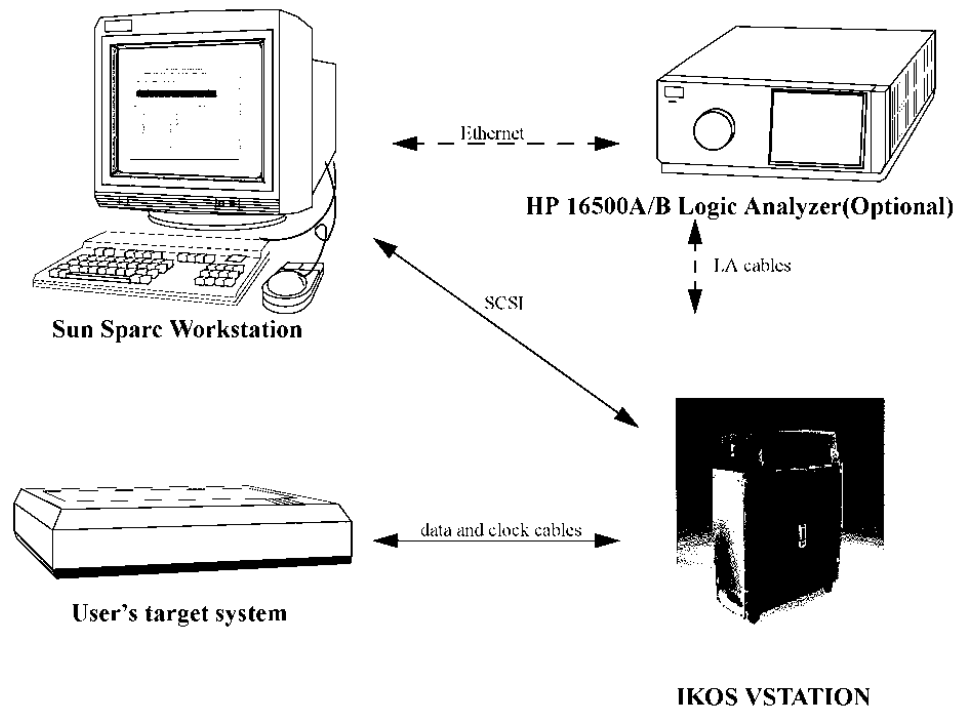 Ethernet
HP 16500A/B Logic Analyzer(Optional)
LA cables
SCSI
Sun Sparc Workstation
data and clock cables
User's target system
IKOS VSTATION